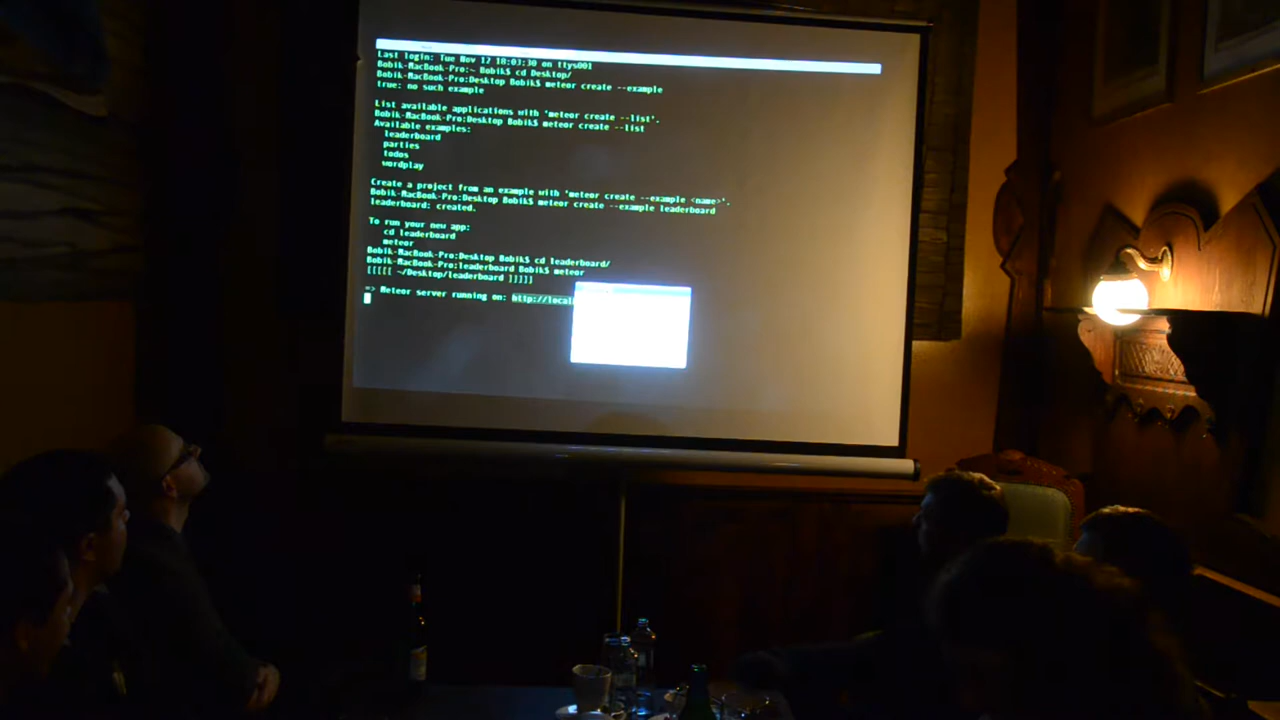 Last login: Tue Nov 12 18:03:30 on ttys001
Bobik-MacBook-Pro:~ Bobik$ cd Desktop/
Bobik-MacBook-Pro:Desktop Bobik$ meteor create --example
true: no such example
List available applications with 'meteor create --list'.
Bobik-MacBook-Pro:Desktop Bobik$ meteor create --list
Available examples:
leaderboard
parties
todos
wordplay
Create a project from an example with 'meteor create --example <name>'.
Bobik-MacBook-Pro:Desktop Bobik$ meteor create --example leaderboard
leaderboard: created.
To run your new app:
cd leaderboard
meteor
Bobik-MacBook-Pro:Desktop Bobik$ cd leaderboard/
Bobik-MacBook-Pro:leaderboard Bobik$ meteor
[[[[[ ~/Desktop/leaderboard ]]]]]
=> Meteor server running on: http://local